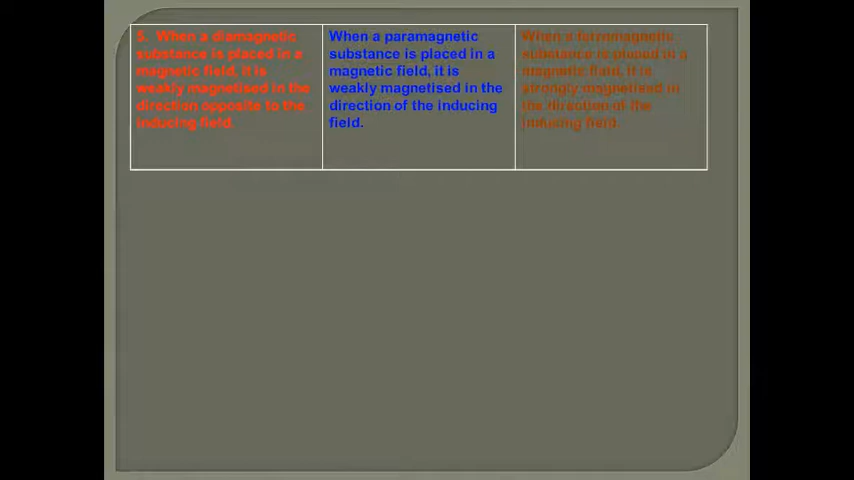 5. When a diamagnetic
substance is placed in a
magnetic field, it is
weakly magnetised in the
direction opposite to the
inducing field.
When a paramagnetic
substance is placed in a
magnetic field, it is
weakly magnetised in the
direction of the inducing
field.
When a ferromagnetic
substance is placed in a
magnetic field, it is
strongly magnetised in
the direction of the
inducing field.